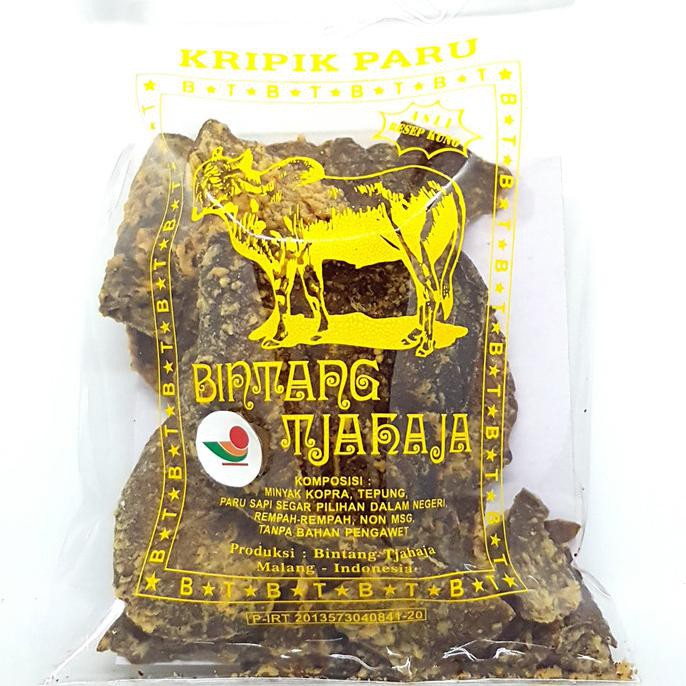 KRIPIK PARU
B★T★B★T★B★T★B★T
ASLI
RESEP KUNO
BINTANG
TJAHAJA
KOMPOSISI :
MINYAK KOPRA, TEPUNG,
PARU SAPI SEGAR PILIHAN DALAM NEGERI,
REMPAH-REMPAH, NON MSG,
TANPA BAHAN PENGAWET
Produksi : Bintang Tjahaja
Malang - Indonesia
B★T★B★T★B★T★B★T
P-IRT 2013573040841-20